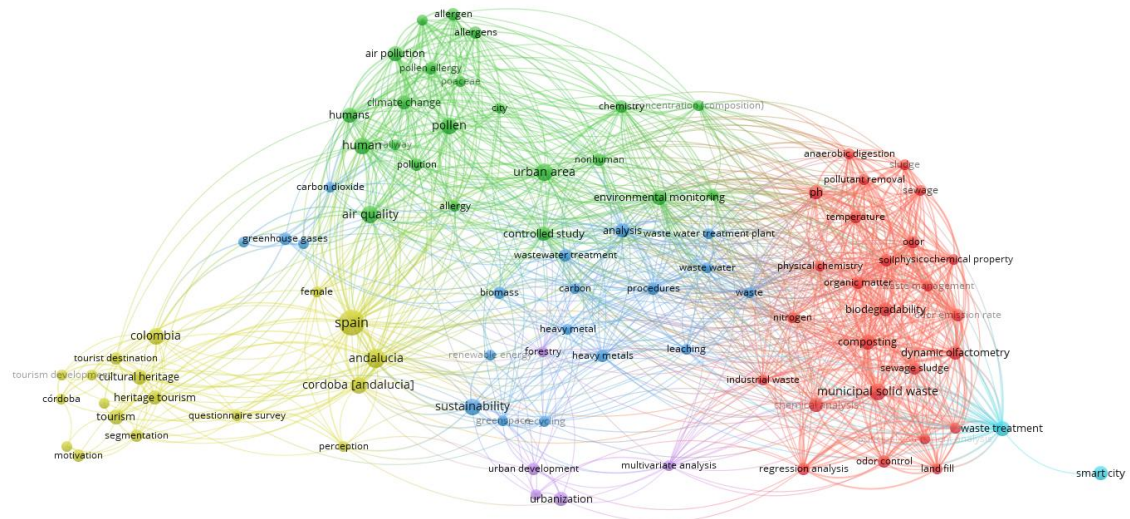 allergen
allergens
air pollution
pollen allergy
poaceae
climate change
city
chemistry
concentration [composition]
humans
pollen
human
railway
pollution
nonhuman
anaerobic digestion
sludge
urban area
pollutant removal
carbon dioxide
ph
sewage
environmental monitoring
allergy
air quality
temperature
controlled study
analysis
waste water treatment plant
greenhouse gases
odor
wastewater treatment
soil
physicochemical property
waste water
physical chemistry
organic matter
waste management
female
biomass
carbon
procedures
waste
biodegradability
odor emission rate
spain
nitrogen
heavy metal
colombia
composting
forestry
leaching
renewable energy
heavy metals
dynamic olfactometry
tourist destination
andalucia
sewage sludge
tourism development
cultural heritage
industrial waste
cordoba [andalucia]
municipal solid waste
córdoba
heritage tourism
sustainability
chemical analysis
tourism
questionnaire survey
greenspace
recycling
waste treatment
segmentation
perception
motivation
urban development
multivariate analysis
regression analysis
odor control
land fill
smart city
urbanization